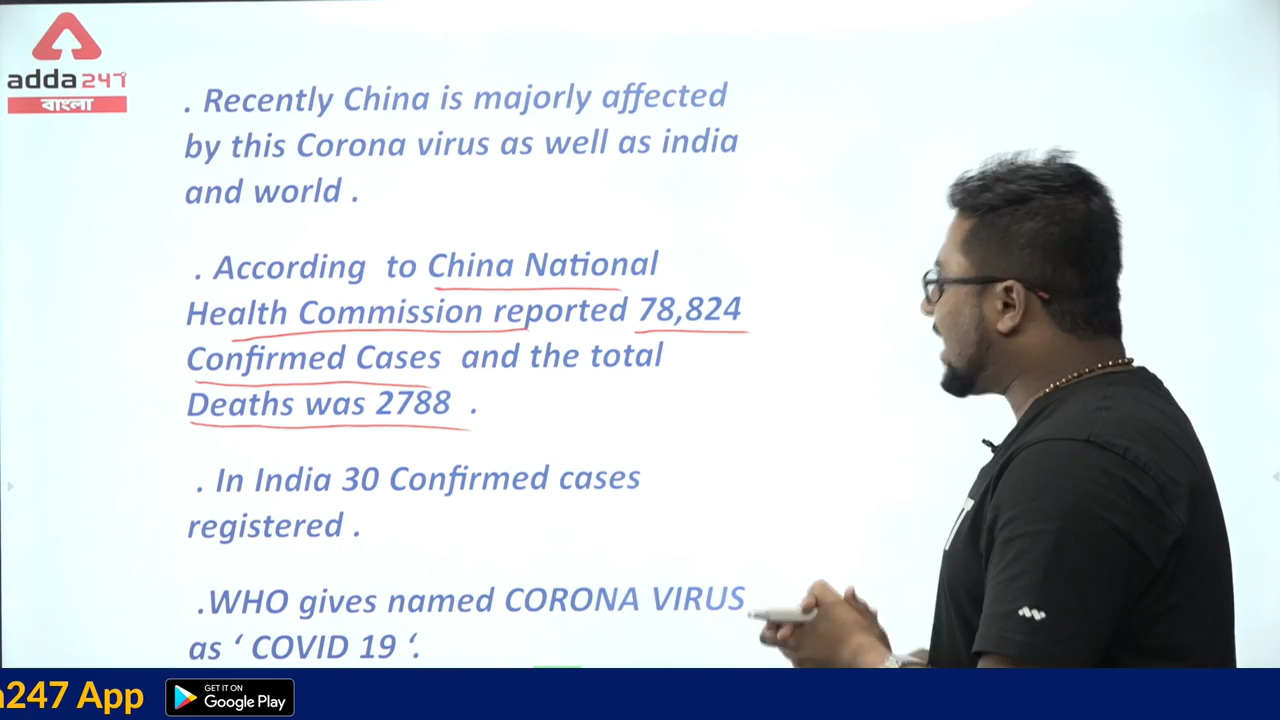 adda247
বাংলা
. Recently China is majorly affected
by this Corona virus as well as india
and world .
. According to China National
Health Commission reported 78,824
Confirmed Cases and the total
Deaths was 2788 .
. In India 30 Confirmed cases
registered .
.WHO gives named CORONA VIRUS
as ‘ COVID 19 ‘.
a247 App
GET IT ON
Google Play